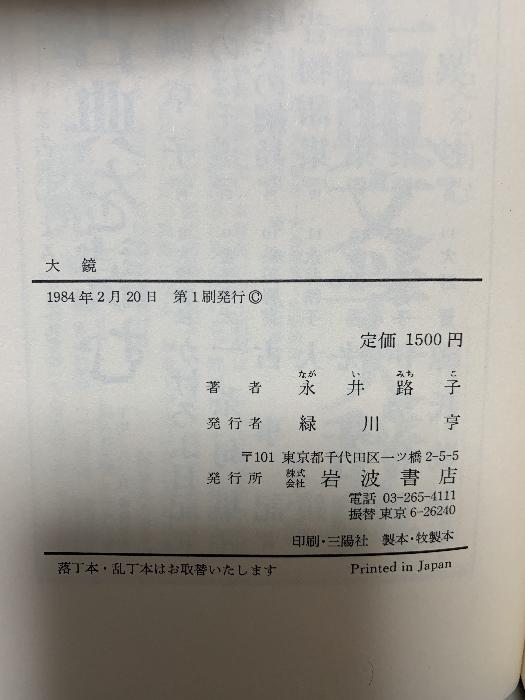 大鏡
1984年2月20日 第1刷発行©
定価 1500円
なが い みち こ
著者 永井路子
発行者 緑川亨
〒101 東京都千代田区一ツ橋2-5-5
発行所 株式会社 岩波書店
電話 03-265-4111
振替 東京6-26240
印刷・三陽社 製本・牧製本
落丁本・乱丁本はお取替いたします Printed in Japan